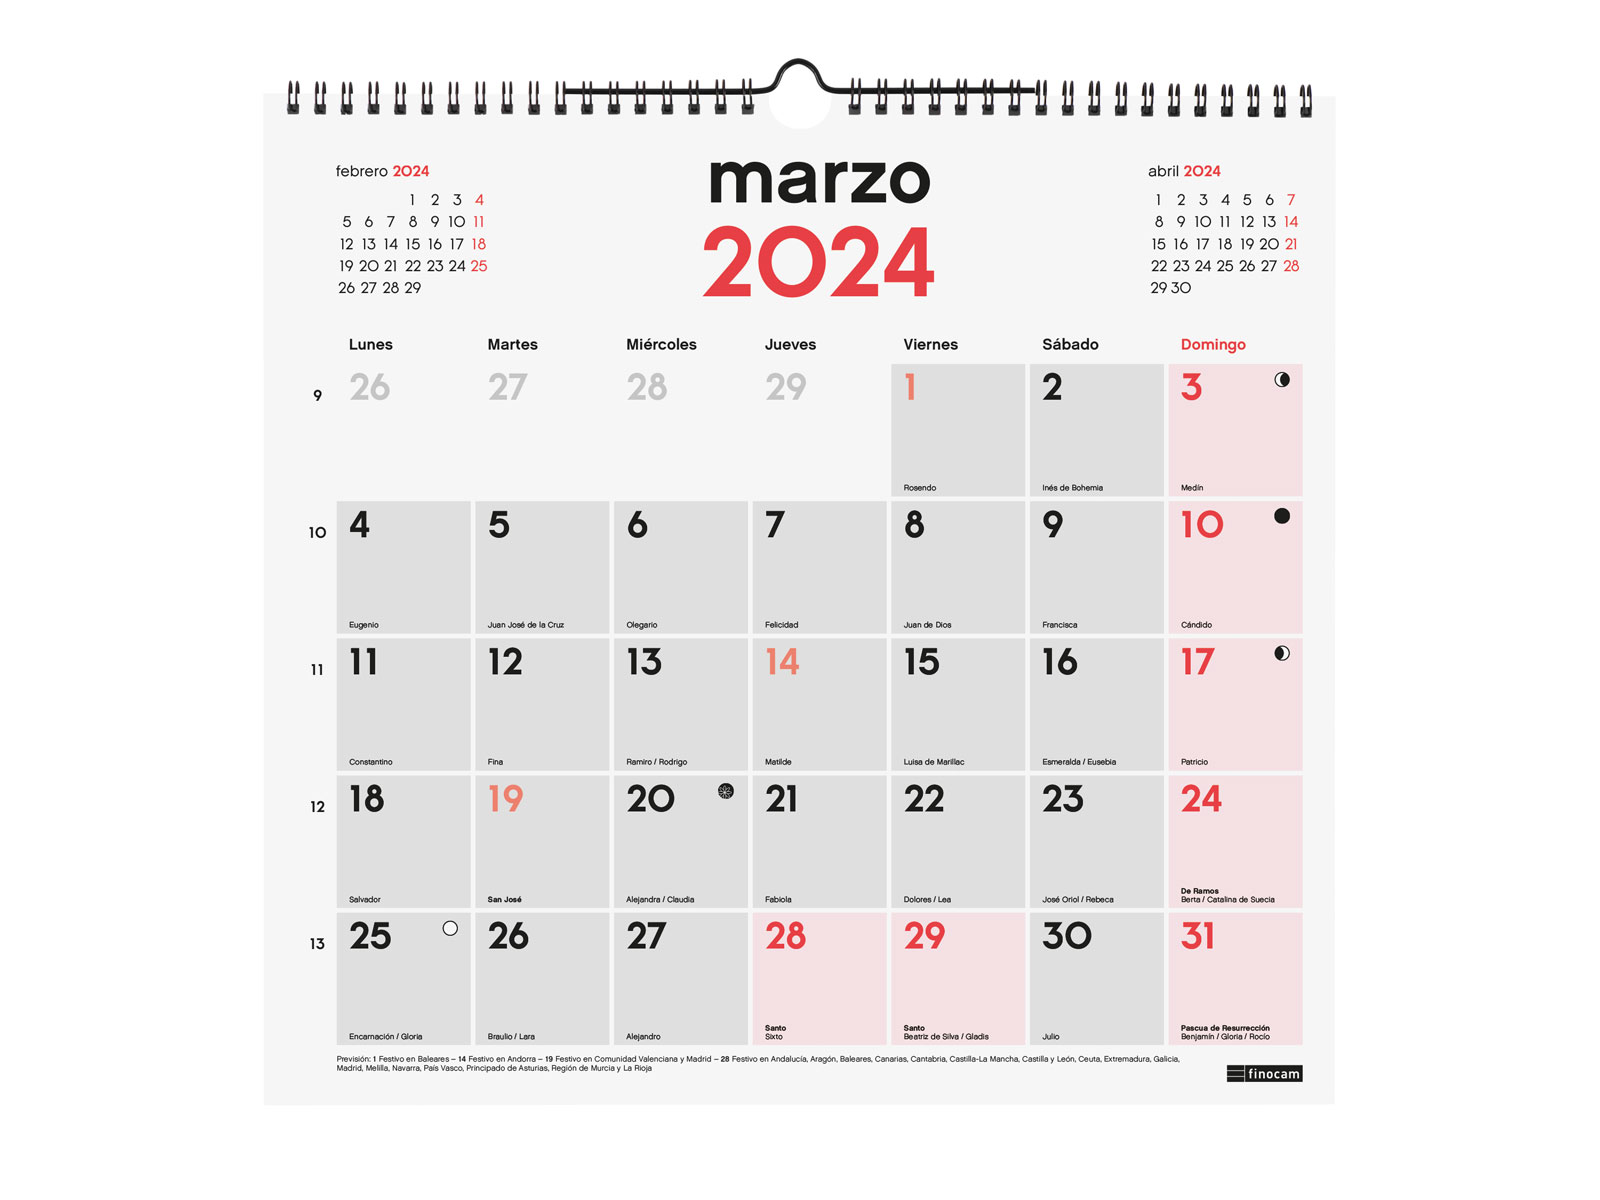 marzo
2024
febrero 2024
1 2 3 4
5 6 7 8 9 10 11
12 13 14 15 16 17 18
19 20 21 22 23 24 25
26 27 28 29
abril 2024
1 2 3 4 5 6 7
8 9 10 11 12 13 14
15 16 17 18 19 20 21
22 23 24 25 26 27 28
29 30
Lunes Martes Miércoles Jueves Viernes Sábado Domingo
9 26 27 28 29 1 2 3
Rosendo Inés de Bohemia Medín
10 4 5 6 7 8 9 10
Eugenio Juan José de la Cruz Olegario Felicidad Juan de Dios Francisca Cándido
11 11 12 13 14 15 16 17
Constantino Fina Ramiro / Rodrigo Matilde Luisa de Marillac Esmeralda / Eusebia Patricio
12 18 19 20 21 22 23 24
De Ramos
Salvador San José Alejandra / Claudia Fabiola Dolores / Lea José Oriol / Rebeca Berta / Catalina de Suecia
13 25 26 27 28 29 30 31
Santo Santo Pascua de Resurrección
Encarnación / Gloria Braulio / Lara Alejandro Sixto Beatriz de Silva / Gladis Julio Benjamín / Gloria / Rocío
Previsión: 1 Festivo en Baleares – 14 Festivo en Andorra – 19 Festivo en Comunidad Valenciana y Madrid – 28 Festivo en Andalucía, Aragón, Baleares, Canarias, Cantabria, Castilla-La Mancha, Castilla y León, Ceuta, Extremadura, Galicia,
Madrid, Melilla, Navarra, País Vasco, Principado de Asturias, Región de Murcia y La Rioja
finocam